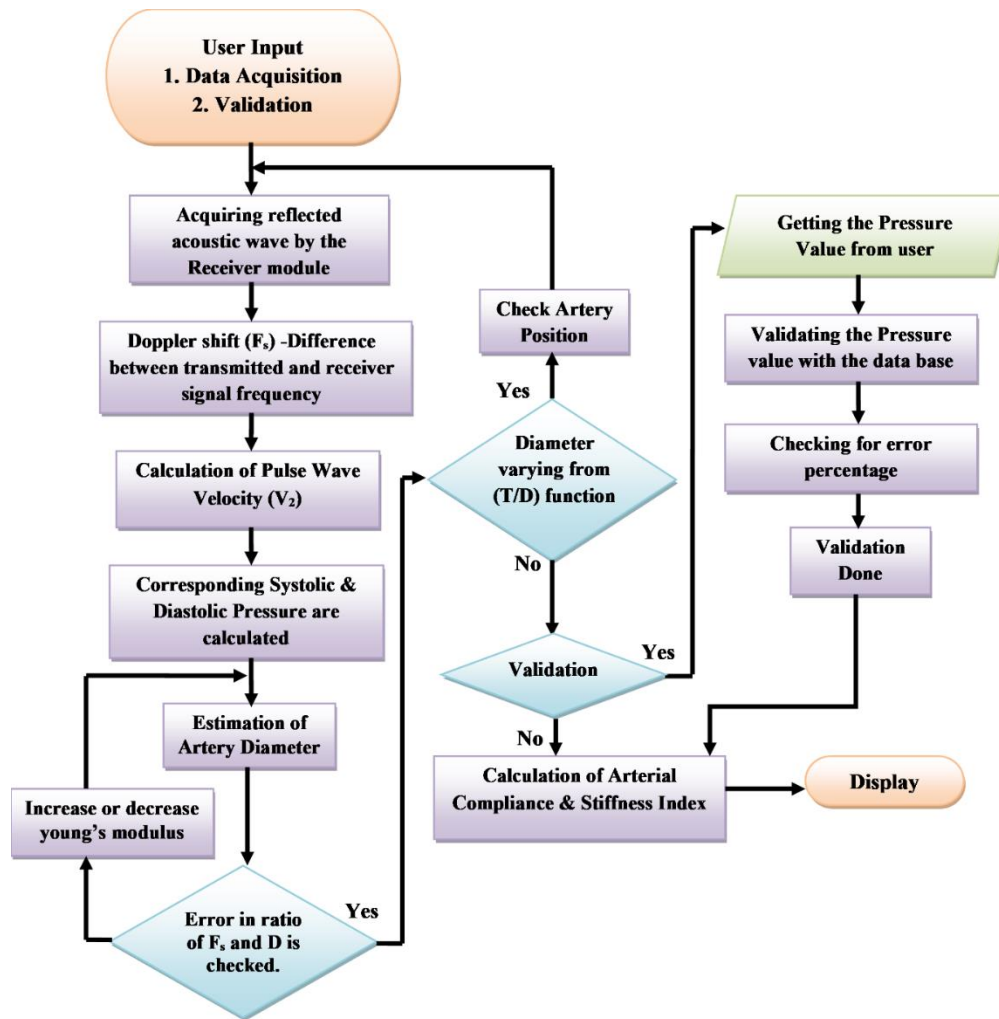 User Input
1. Data Acquisition
2. Validation
Acquiring reflected
acoustic wave by the
Receiver module
Doppler shift (Fₛ) -Difference
between transmitted and receiver
signal frequency
Calculation of Pulse Wave
Velocity (V₂)
Corresponding Systolic &
Diastolic Pressure are
calculated
Estimation of
Artery Diameter
Increase or decrease
young's modulus
Error in ratio
of Fₛ and D is
checked.
Yes
Check Artery
Position
Yes
Diameter
varying from
(T/D) function
No
Validation
Yes
No
Calculation of Arterial
Compliance & Stiffness Index
Getting the Pressure
Value from user
Validating the Pressure
value with the data base
Checking for error
percentage
Validation
Done
Display